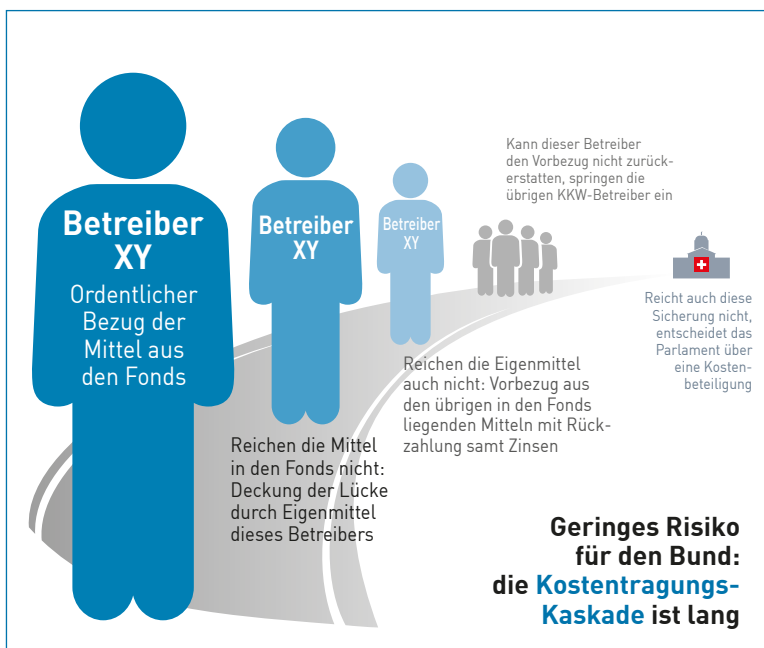 Betreiber
XY
Ordentlicher
Bezug der
Mittel aus
den Fonds
Betreiber
XY
Reichen die Mittel
in den Fonds nicht:
Deckung der Lücke
durch Eigenmittel
dieses Betreibers
Betreiber
XY
Reichen die Eigenmittel
auch nicht: Vorbezug aus
den übrigen in den Fonds
liegenden Mitteln mit Rück-
zahlung samt Zinsen
Kann dieser Betreiber
den Vorbezug nicht zurück-
erstatten, springen die
übrigen KKW-Betreiber ein
Reicht auch diese
Sicherung nicht,
entscheidet das
Parlament über
eine Kosten-
beteiligung
Geringes Risiko
für den Bund:
die Kostentragungs-
Kaskade ist lang